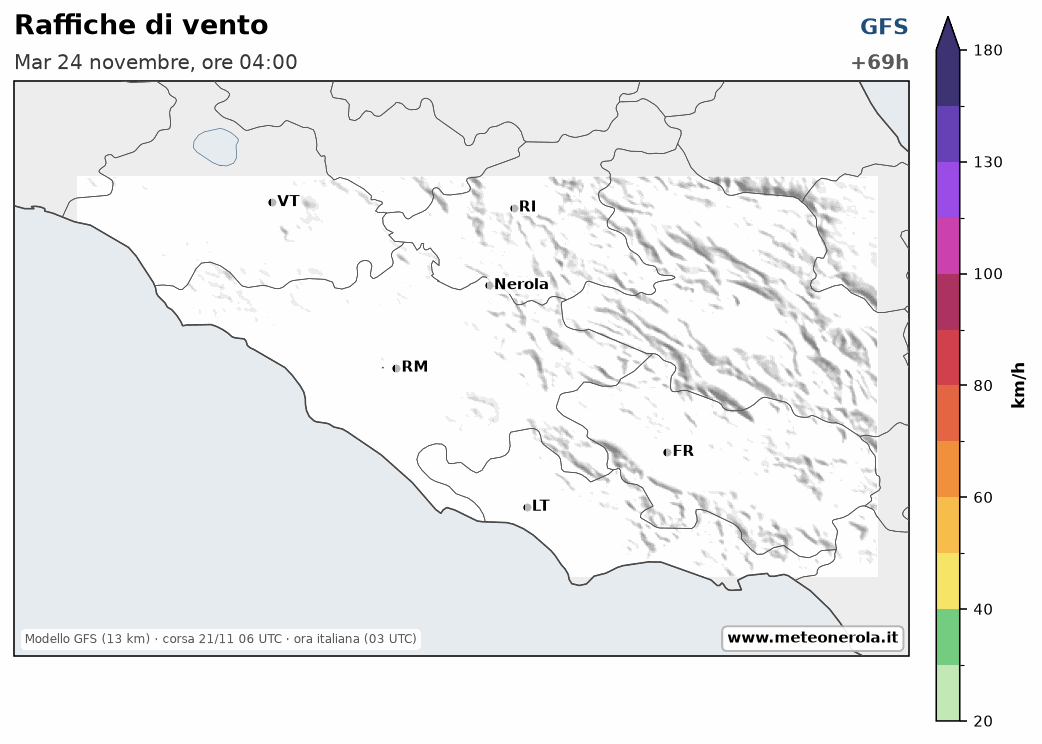 Raffiche di vento
GFS
Mar 24 novembre, ore 04:00
+69h
180
130
100
80
60
40
20
km/h
VT
RI
Nerola
RM
FR
LT
Modello GFS (13 km) · corsa 21/11 06 UTC · ora italiana (03 UTC)
www.meteonerola.it